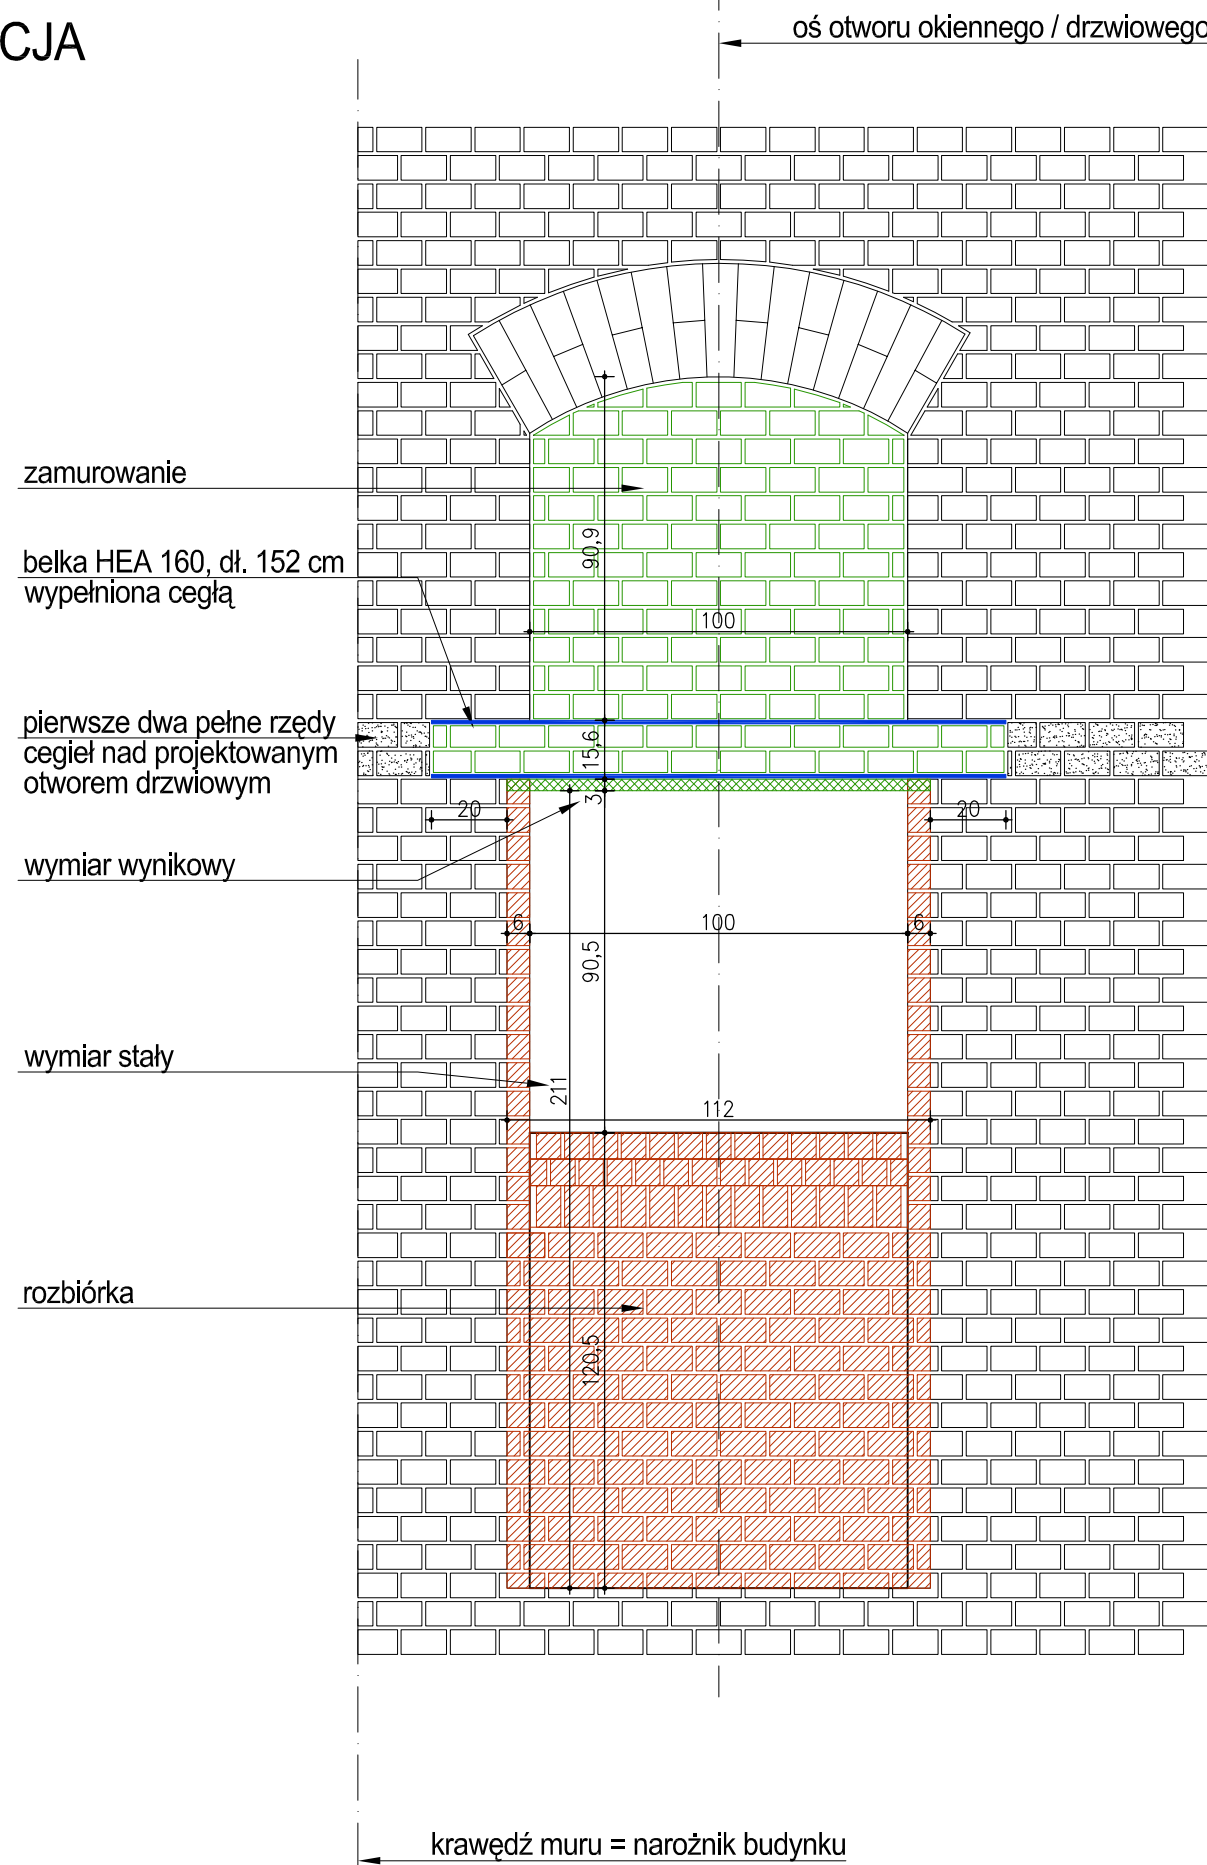 CJA
oś otworu okiennego / drzwiowego
zamurowanie
90,9
belka HEA 160, dł. 152 cm
wypełniona cegłą
100
pierwsze dwa pełne rzędy
cegieł nad projektowanym
otworem drzwiowym
15,6
3
20
20
wymiar wynikowy
6
100
6
90,5
wymiar stały
211
112
rozbiórka
120,5
krawędź muru = narożnik budynku